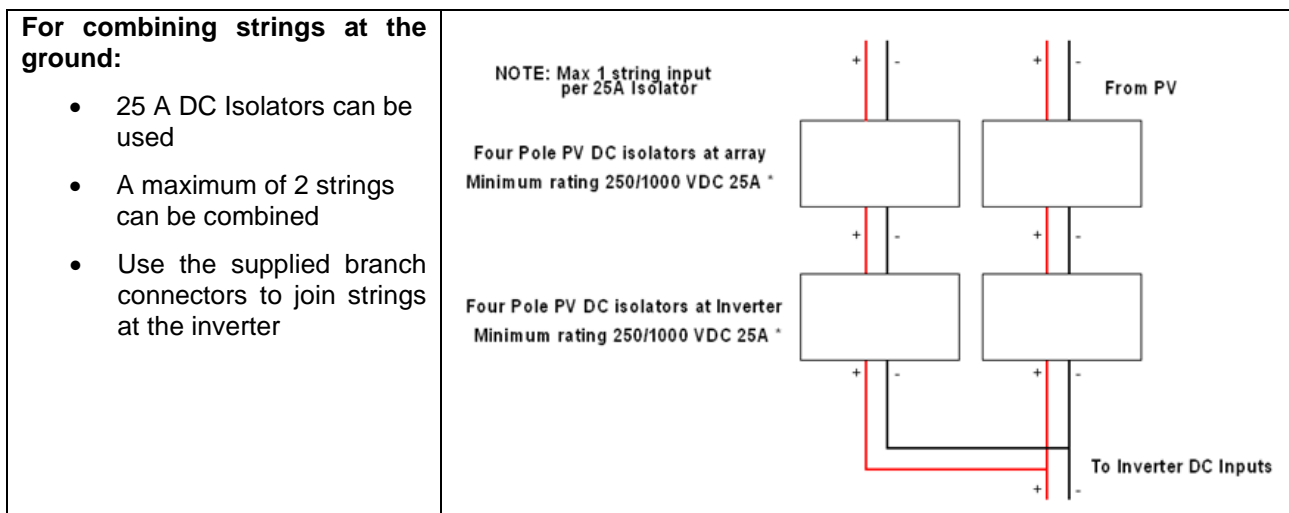 For combining strings at the
ground:
• 25 A DC Isolators can be
used
• A maximum of 2 strings
can be combined
• Use the supplied branch
connectors to join strings
at the inverter
NOTE: Max 1 string input
per 25A Isolator
+ - + -
From PV
Four Pole PV DC isolators at array
Minimum rating 250/1000 VDC 25A *
+ - + -
Four Pole PV DC isolators at Inverter
Minimum rating 250/1000 VDC 25A *
+ - + -
To Inverter DC Inputs
+ -